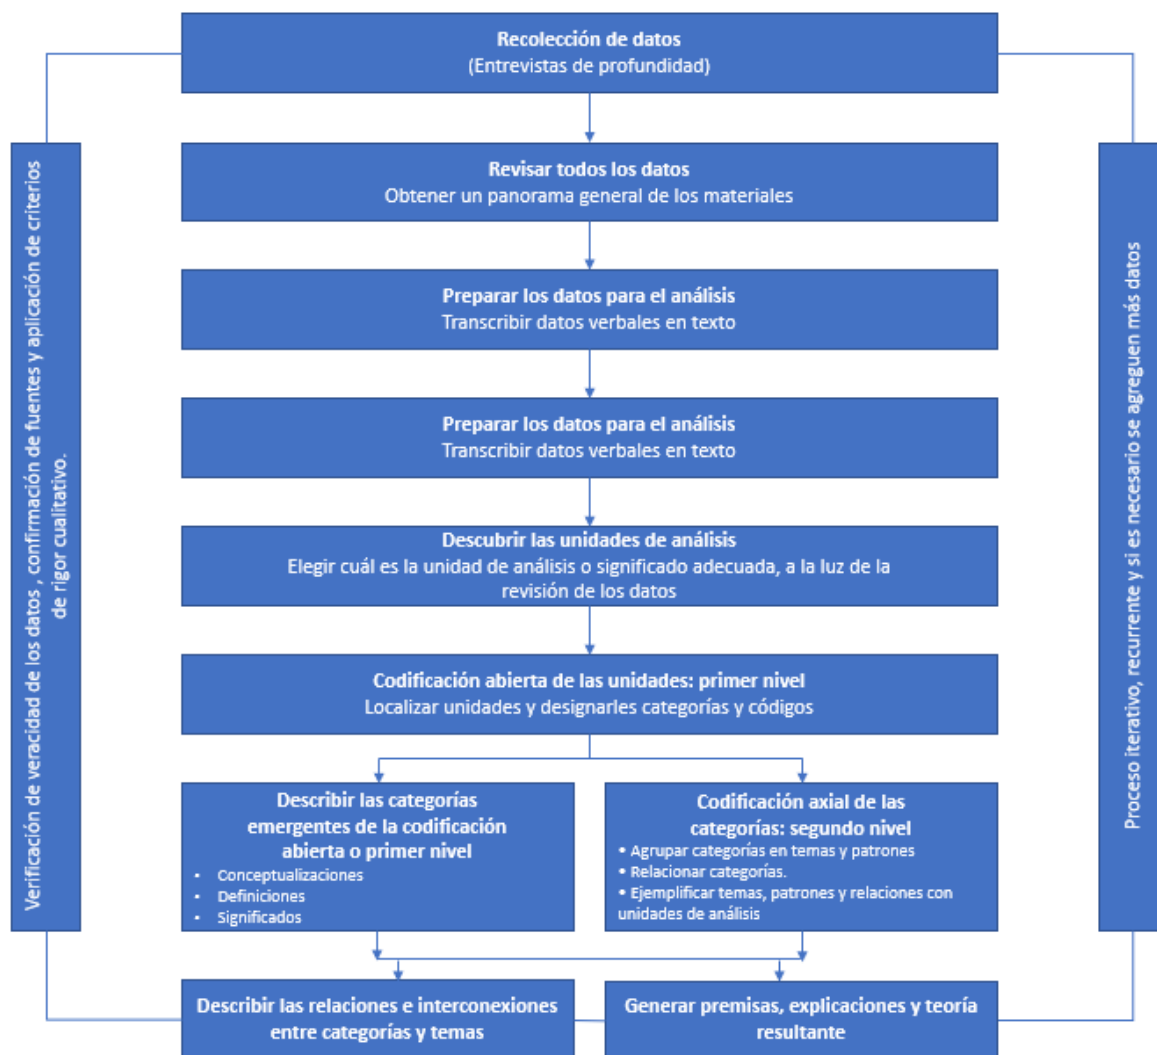 Recolección de datos
(Entrevistas de profundidad)
Revisar todos los datos
Obtener un panorama general de los materiales
Preparar los datos para el análisis
Transcribir datos verbales en texto
Preparar los datos para el análisis
Transcribir datos verbales en texto
Descubrir las unidades de análisis
Elegir cuál es la unidad de análisis o significado adecuada, a la luz de la
revisión de los datos
Codificación abierta de las unidades: primer nivel
Localizar unidades y designarles categorías y códigos
Describir las categorías
emergentes de la codificación
abierta o primer nivel
• Conceptualizaciones
• Definiciones
• Significados
Codificación axial de las
categorías: segundo nivel
• Agrupar categorías en temas y patrones
• Relacionar categorías.
• Ejemplificar temas, patrones y relaciones con
unidades de análisis
Describir las relaciones e interconexiones
entre categorías y temas
Generar premisas, explicaciones y teoría
resultante
Verificación de veracidad de los datos , confirmación de fuentes y aplicación de criterios
de rigor cualitativo.
Proceso iterativo, recurrente y si es necesario se agreguen más datos